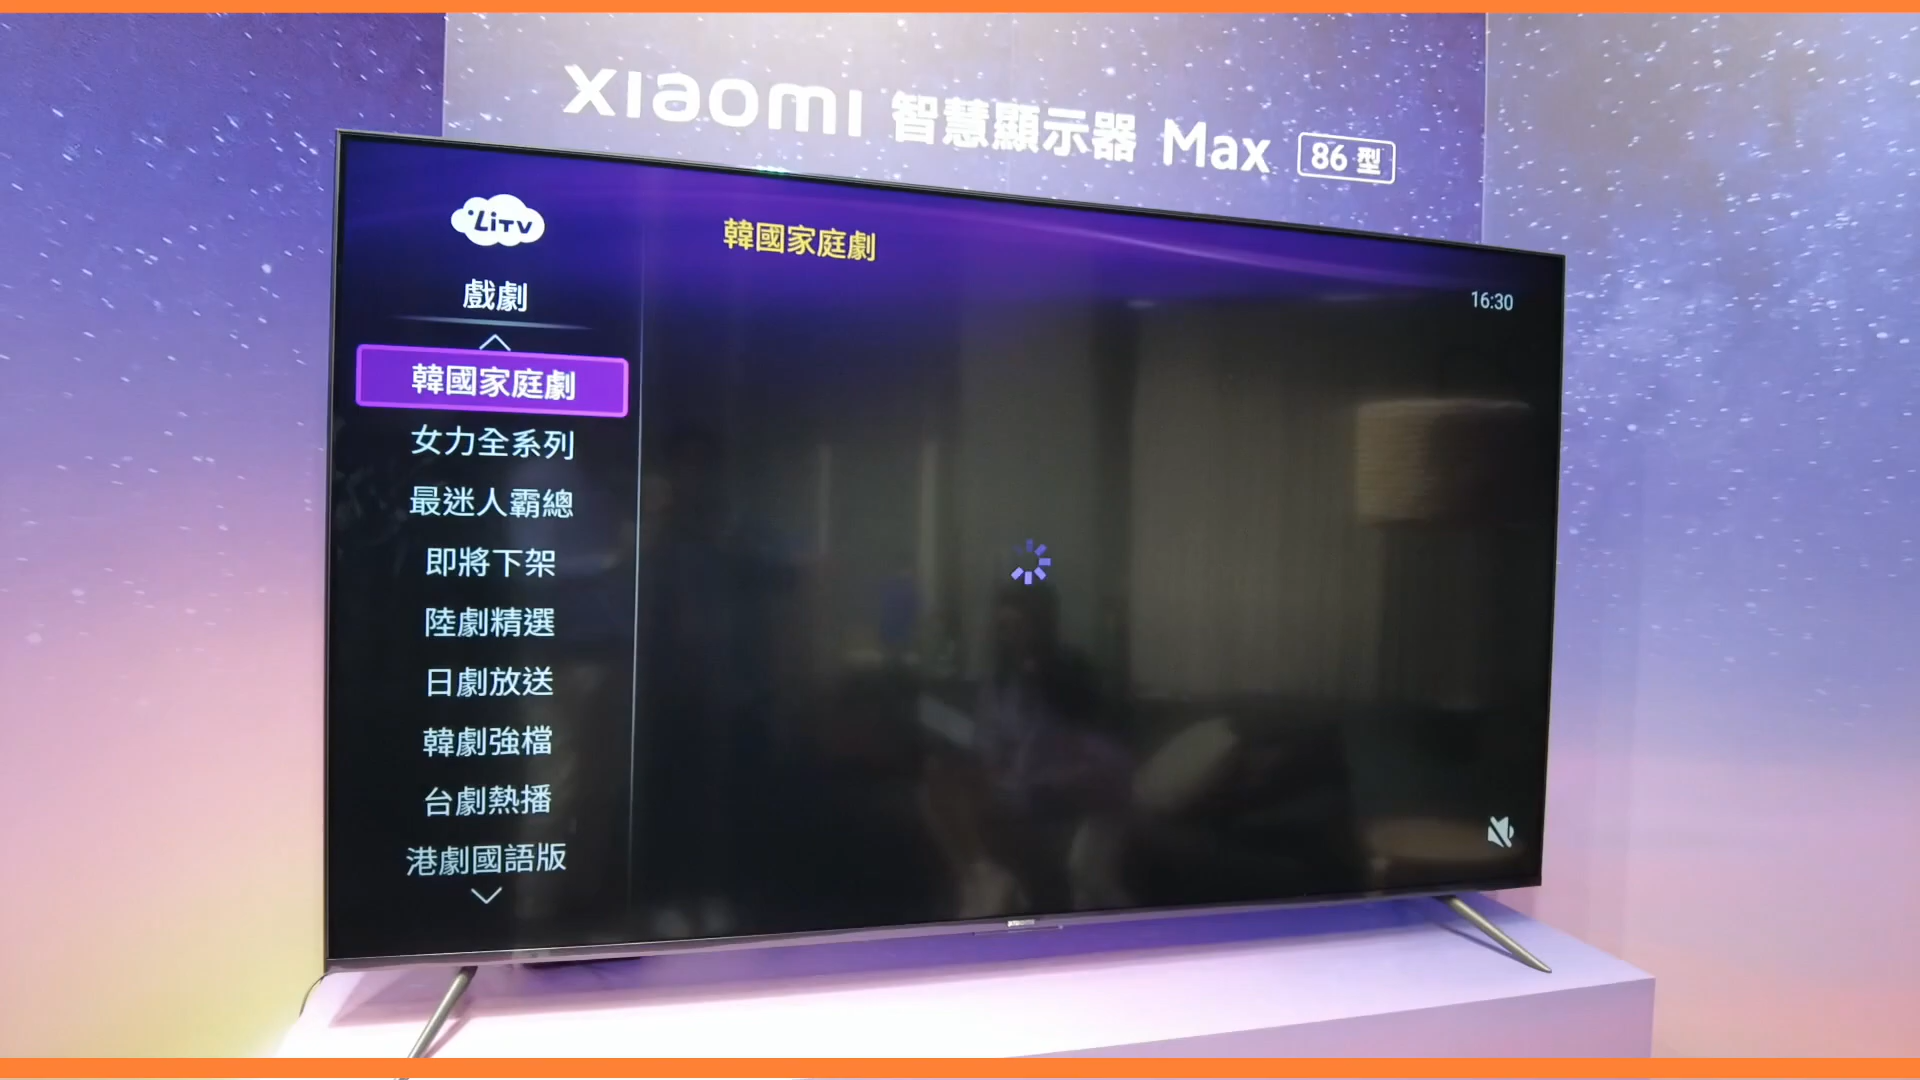 xiaomi 智慧顯示器 Max 86 型
LiTV
韓國家庭劇
戲劇
16:30
韓國家庭劇
女力全系列
最迷人霸總
即將下架
陸劇精選
日劇放送
韓劇強檔
台劇熱播
港劇國語版
xiaomi